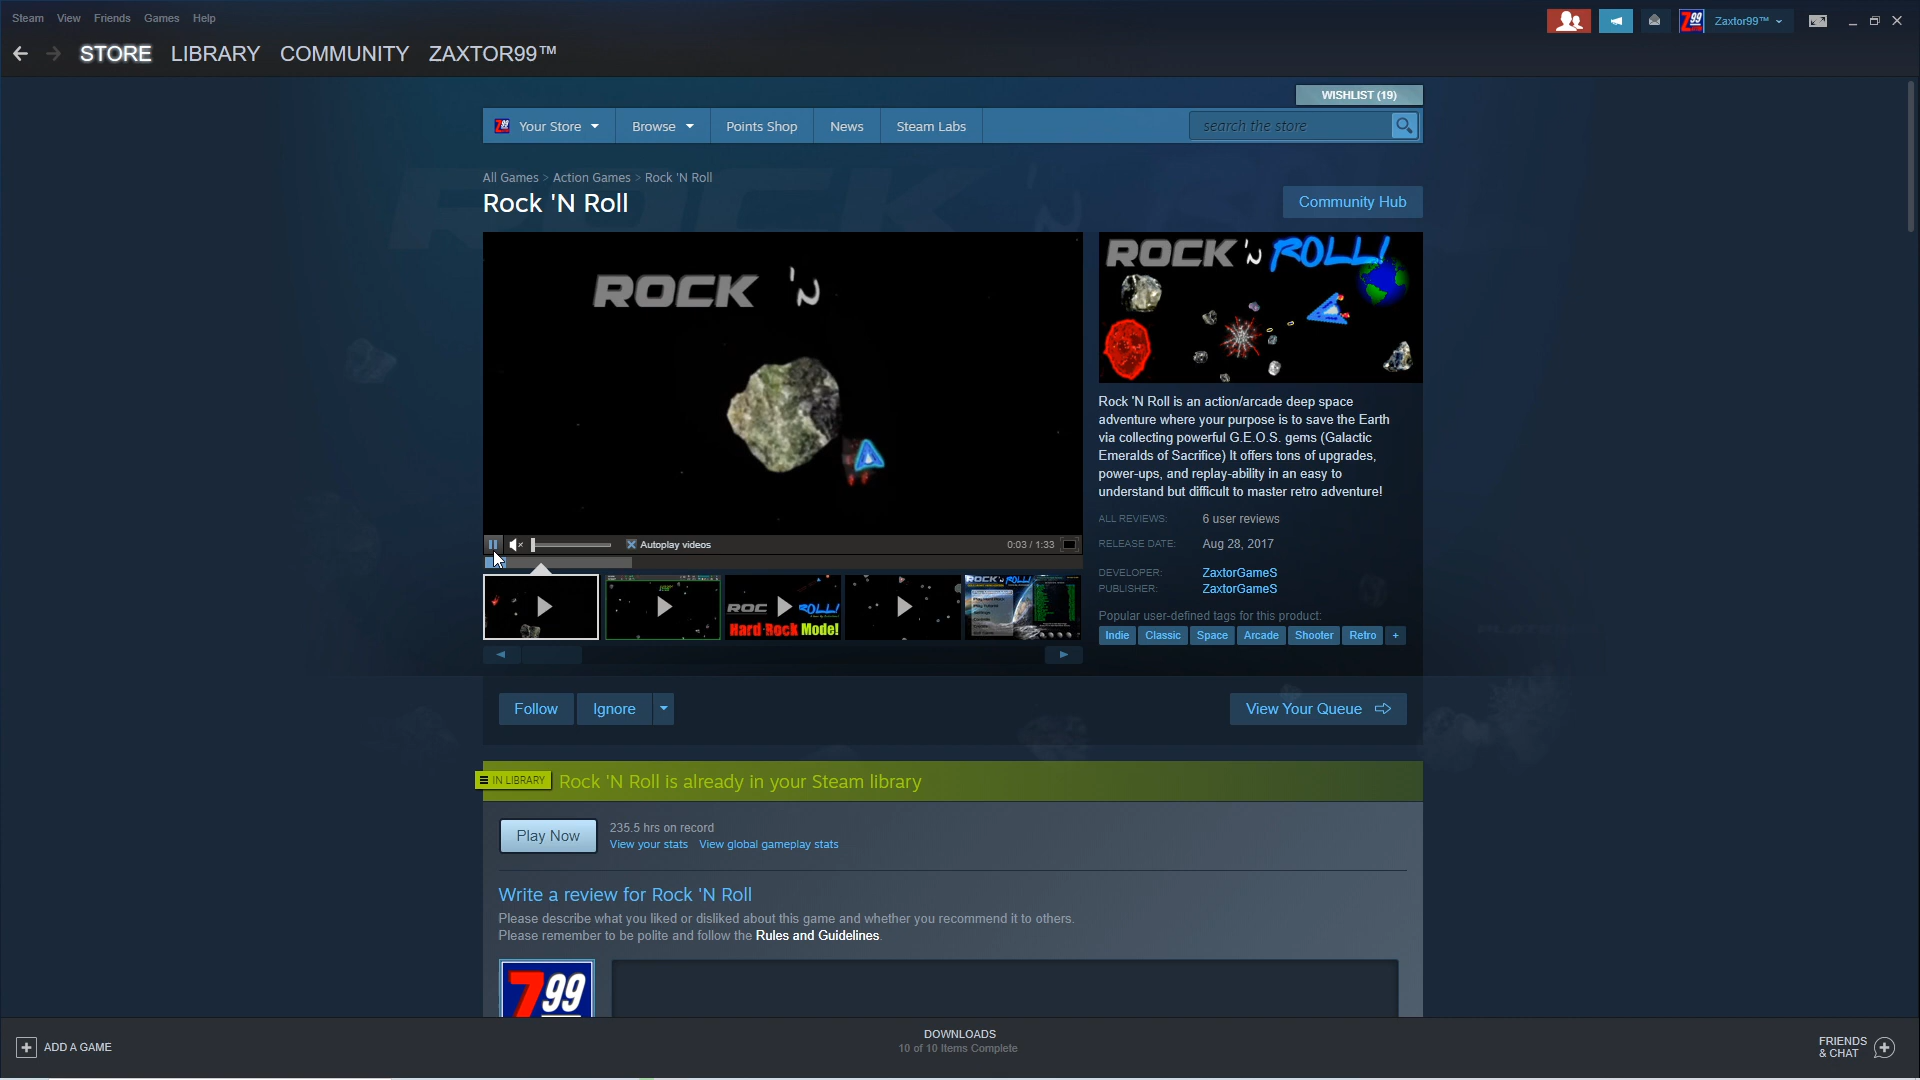 Steam View Friends Games Help
Zaxtor99™
STORE LIBRARY COMMUNITY ZAXTOR99™
WISHLIST (19)
Your Store Browse Points Shop News Steam Labs search the store
All Games > Action Games > Rock 'N Roll
Rock 'N Roll
Community Hub
ROCK 'N
ROCK 'N ROLL!
Rock 'N Roll is an action/arcade deep space
adventure where your purpose is to save the Earth
via collecting powerful G.E.O.S. gems (Galactic
Emeralds of Sacrifice) It offers tons of upgrades,
power-ups, and replay-ability in an easy to
understand but difficult to master retro adventure!
ALL REVIEWS: 6 user reviews
RELEASE DATE: Aug 28, 2017
DEVELOPER: ZaxtorGameS
PUBLISHER: ZaxtorGameS
Popular user-defined tags for this product:
Indie Classic Space Arcade Shooter Retro +
Autoplay videos 0:03 / 1:33
ROC ROLL!
Hard-Rock Mode!
ROCK'N ROLL!
Follow Ignore View Your Queue
IN LIBRARY Rock 'N Roll is already in your Steam library
Play Now
235.5 hrs on record
View your stats View global gameplay stats
Write a review for Rock 'N Roll
Please describe what you liked or disliked about this game and whether you recommend it to others.
Please remember to be polite and follow the Rules and Guidelines.
Z99
ADD A GAME
DOWNLOADS
10 of 10 Items Complete
FRIENDS
& CHAT